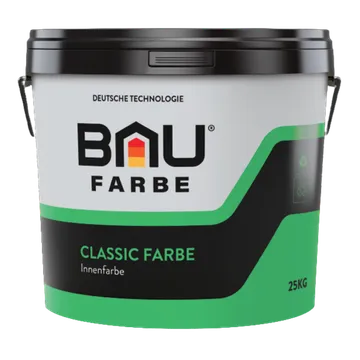 DEUTSCHE TECHNOLOGIE
BAU®
FARBE
CLASSIC FARBE
Innenfarbe
25KG